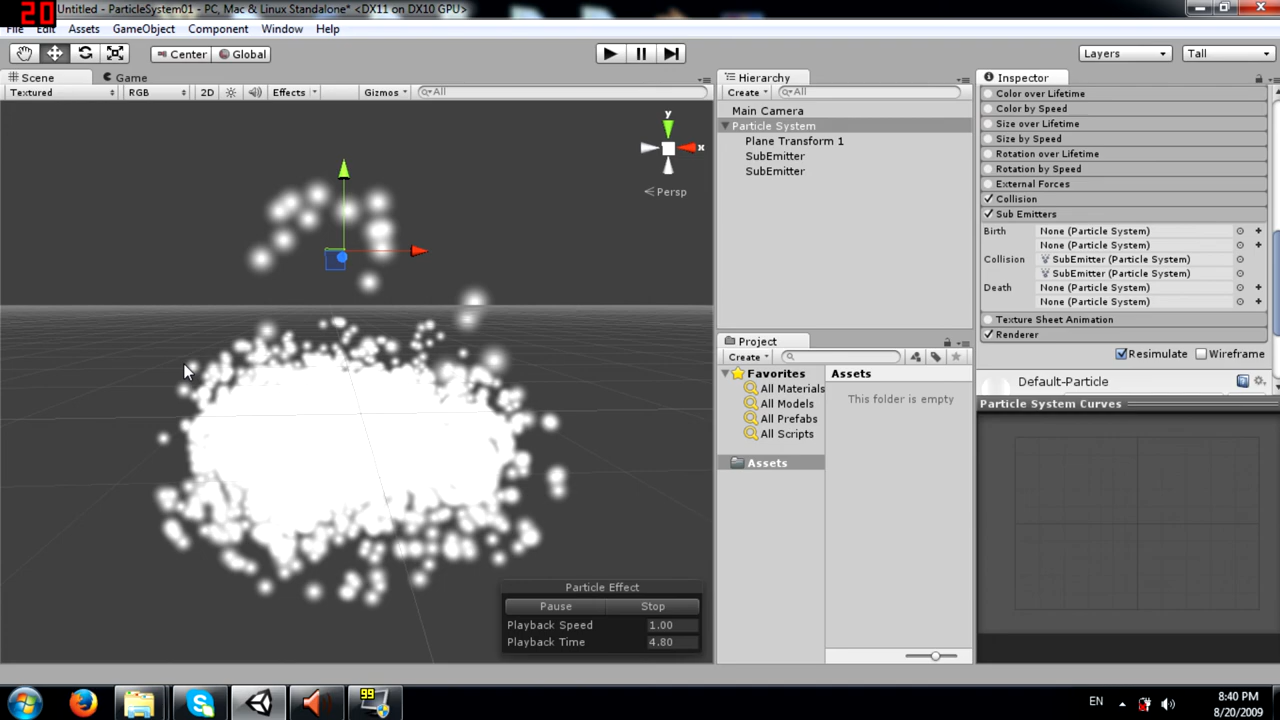 20
Untitled - ParticleSystem01 - PC, Mac & Linux Standalone* <DX11 on DX10 GPU>
File Edit Assets GameObject Component Window Help
Center Global Layers Tall
Scene Game
Textured RGB 2D Effects Gizmos All
y
x
Persp
Particle Effect
Pause Stop
Playback Speed 1.00
Playback Time 4.80
Hierarchy
Create All
Main Camera
Particle System
Plane Transform 1
SubEmitter
SubEmitter
Project
Create
Favorites
All Materials
All Models
All Prefabs
All Scripts
Assets
Assets
This folder is empty
Inspector
Color over Lifetime
Color by Speed
Size over Lifetime
Size by Speed
Rotation over Lifetime
Rotation by Speed
External Forces
Collision
Sub Emitters
Birth None (Particle System)
None (Particle System)
Collision SubEmitter (Particle System)
SubEmitter (Particle System)
Death None (Particle System)
None (Particle System)
Texture Sheet Animation
Renderer
Resimulate Wireframe
Default-Particle
Particle System Curves
99
EN
8:40 PM
8/20/2009